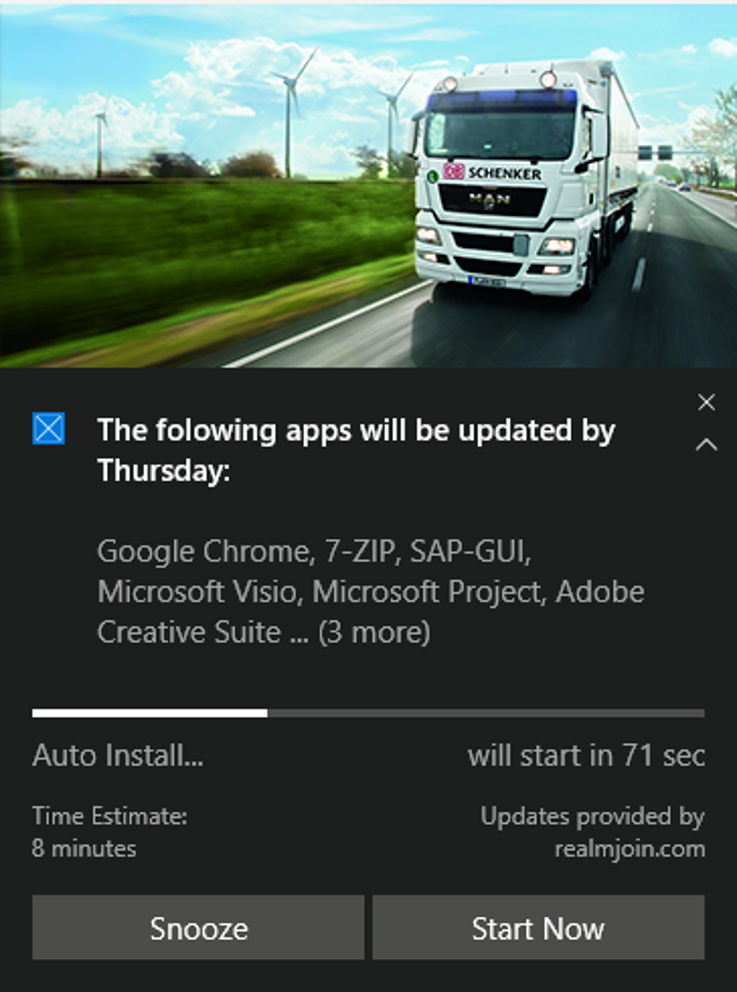 DB SCHENKER
MAN
The folowing apps will be updated by
Thursday:
Google Chrome, 7-ZIP, SAP-GUI,
Microsoft Visio, Microsoft Project, Adobe
Creative Suite ... (3 more)
Auto Install...
will start in 71 sec
Time Estimate:
8 minutes
Updates provided by
realmjoin.com
Snooze
Start Now